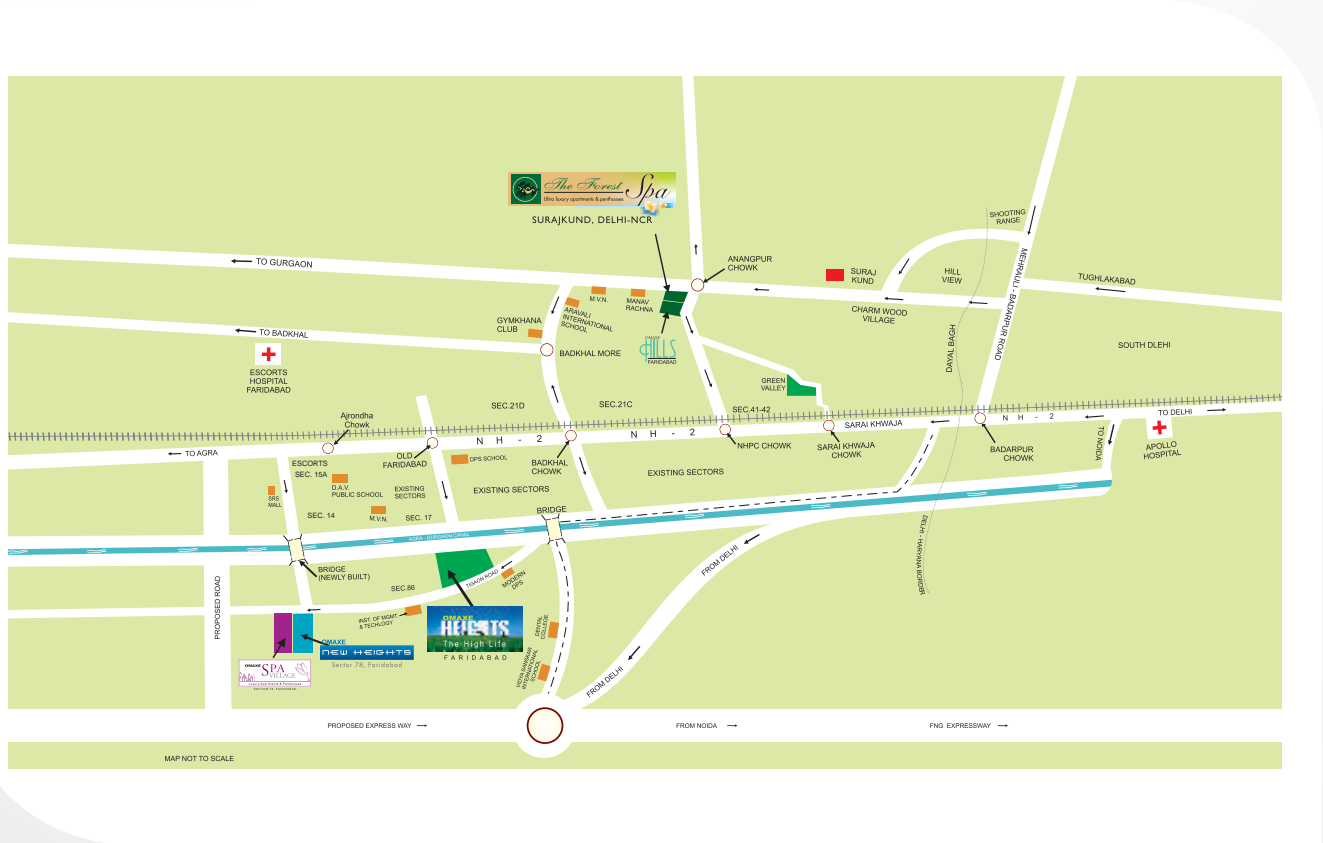 The Forest Spa
Ultra luxury apartments & penthouses
SURAJKUND, DELHI-NCR
SHOOTING
RANGE
TO GURGAON
ANANGPUR
CHOWK
SURAJ
KUND
HILL
VIEW
MEHRAULI - BADARPUR ROAD
TUGHLAKABAD
M.V.N.
MANAV
RACHNA
ARAVALI
INTERNATIONAL
SCHOOL
CHARM WOOD
VILLAGE
GYMKHANA
CLUB
TO BADKHAL
BADKHAL MORE
HILLS
FARIDABAD
DAYAL BAGH
SOUTH DLEHI
ESCORTS
HOSPITAL
FARIDABAD
GREEN
VALLEY
SEC.21D
SEC.21C
SEC.41-42
Ajrondha
Chowk
TO DELHI
N H - 2
SARAI KHWAJA
N H - 2
N H - 2
TO NOIDA
TO AGRA
OLD
FARIDABAD
DPS SCHOOL
BADKHAL
CHOWK
NHPC CHOWK
SARAI KHWAJA
CHOWK
BADARPUR
CHOWK
APOLLO
HOSPITAL
ESCORTS
SEC. 15A
D.A.V.
PUBLIC SCHOOL
EXISTING
SECTORS
EXISTING SECTORS
EXISTING SECTORS
SRS
MALL
SEC. 14
M.V.N.
SEC. 17
BRIDGE
AGRA - GURGAON CANAL
DELHI - HARYANA BORDER
BRIDGE
(NEWLY BUILT)
FROM DELHI
SEC.86
TIGAON ROAD
MODERN
DPS
PROPOSED ROAD
INST. OF MGNT.
& TECHLOGY
OMAXE
HEIGHTS
The High Life
FARIDABAD
DENTAL
COLLEGE
VIDYA SANSKAR
INTERNATIONAL
SCHOOL
OMAXE
NEW HEIGHTS
Sector 78, Faridabad
OMAXE
SPA
VILLAGE
Luxury Apartments & Penthouses
FROM DELHI
PROPOSED EXPRESS WAY
FROM NOIDA
FNG EXPRESSWAY
MAP NOT TO SCALE